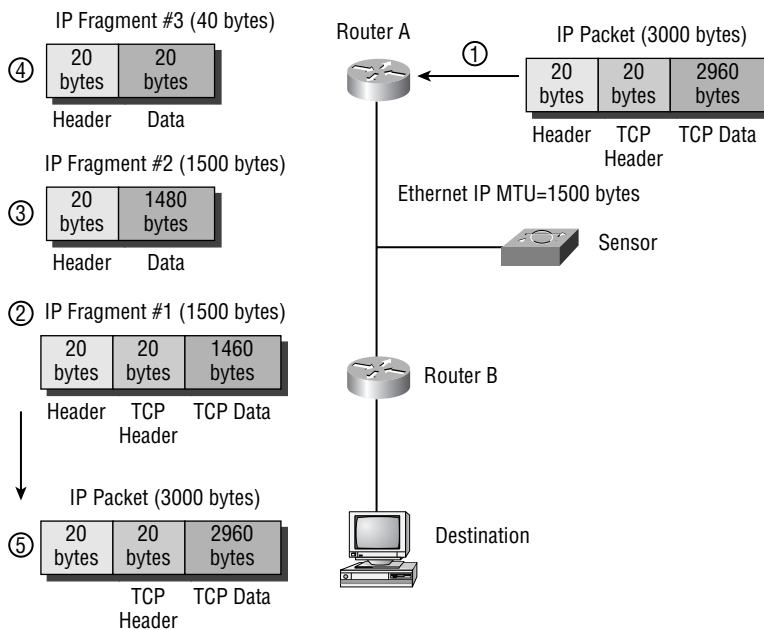 IP Fragment #3 (40 bytes)
④
20 bytes
20 bytes
Header
Data
IP Fragment #2 (1500 bytes)
③
20 bytes
1480 bytes
Header
Data
②
IP Fragment #1 (1500 bytes)
20 bytes
20 bytes
1460 bytes
Header
TCP Header
TCP Data
IP Packet (3000 bytes)
⑤
20 bytes
20 bytes
2960 bytes
TCP Header
TCP Data
Router A
①
IP Packet (3000 bytes)
20 bytes
20 bytes
2960 bytes
Header
TCP Header
TCP Data
Ethernet IP MTU=1500 bytes
Sensor
Router B
Destination